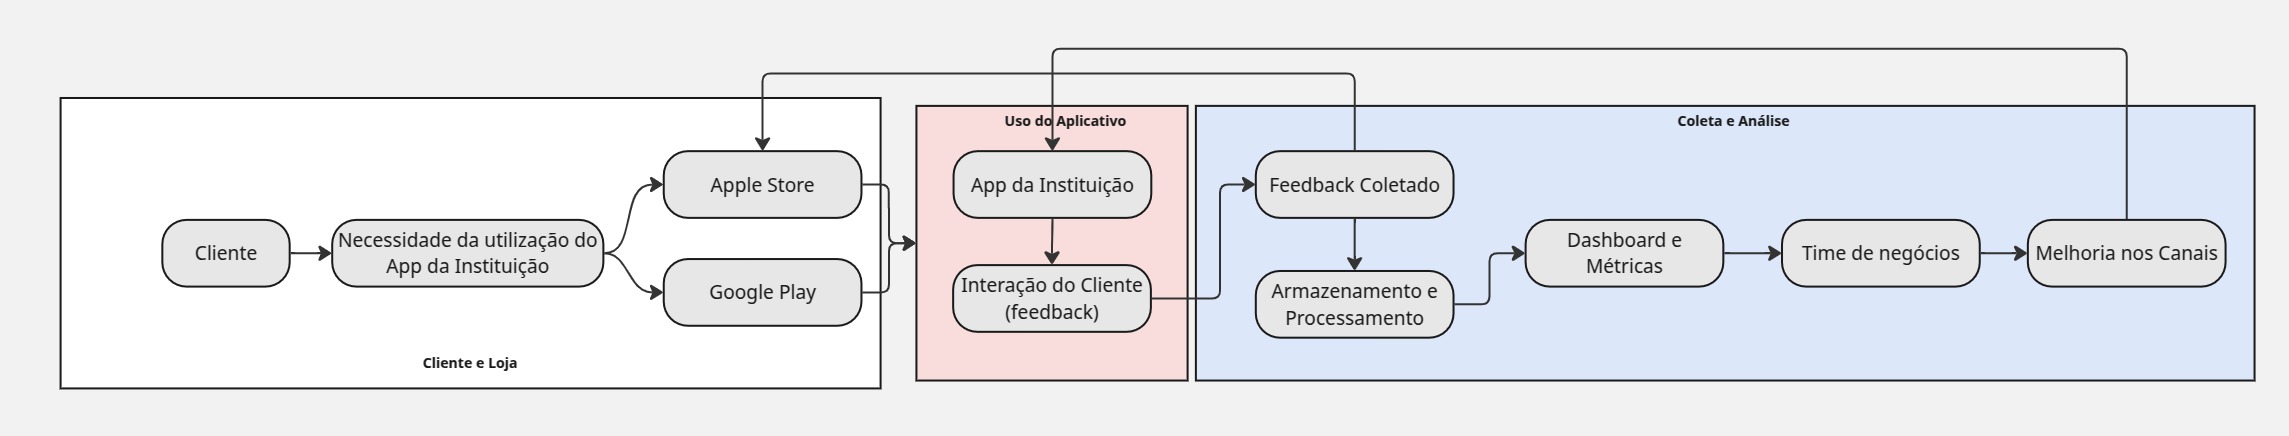 Cliente
Necessidade da utilização do
App da Instituição
Apple Store
Google Play
Cliente e Loja
Uso do Aplicativo
App da Instituição
Interação do Cliente
(feedback)
Coleta e Análise
Feedback Coletado
Armazenamento e
Processamento
Dashboard e
Métricas
Time de negócios
Melhoria nos Canais